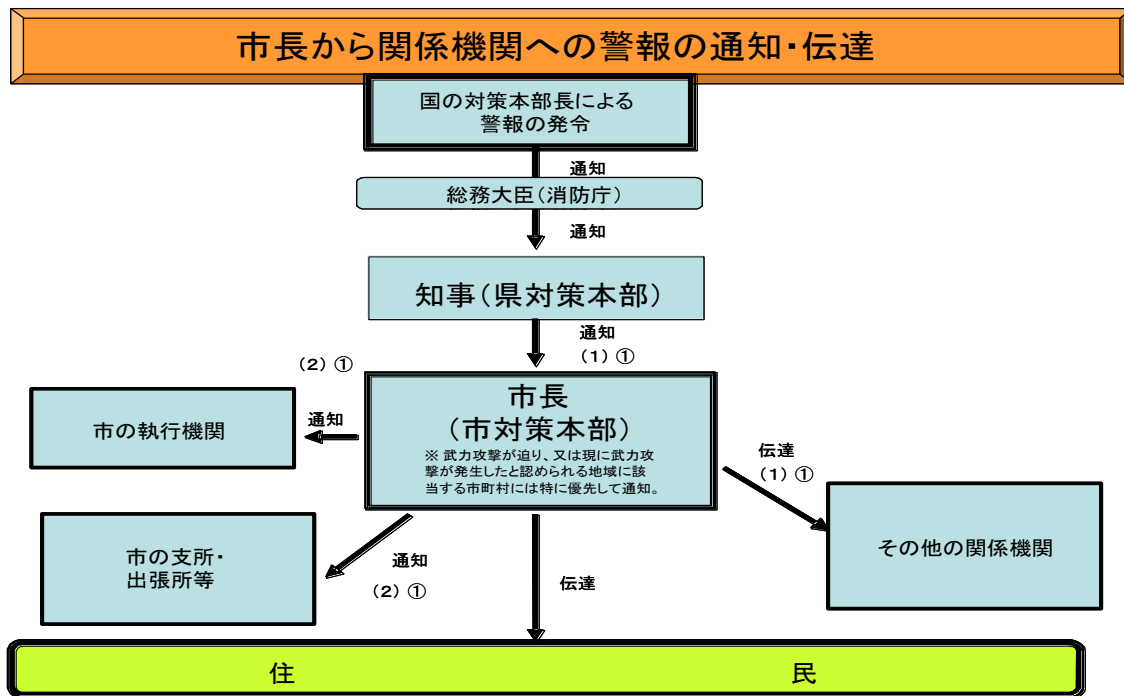 市長から関係機関への警報の通知・伝達
国の対策本部長による
警報の発令
通知
総務大臣(消防庁)
通知
知事(県対策本部)
通知
(1)①
(2)①
市長
(市対策本部)
※ 武力攻撃が迫り、又は現に武力攻
撃が発生したと認められる地域に該
当する市町村には特に優先して通知。
通知
市の執行機関
伝達
(1)①
その他の関係機関
市の支所・
出張所等
通知
(2)①
伝達
住 民